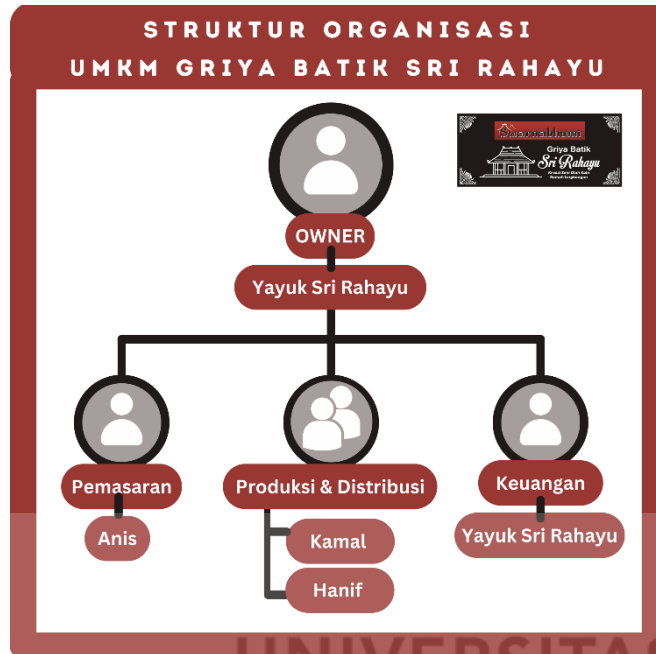 STRUKTUR ORGANISASI
UMKM GRIYA BATIK SRI RAHAYU
Griya Batik
Sri Rahayu
OWNER
Yayuk Sri Rahayu
Pemasaran
Produksi & Distribusi
Keuangan
Anis
Kamal
Hanif
Yayuk Sri Rahayu
UNIVERSITAS